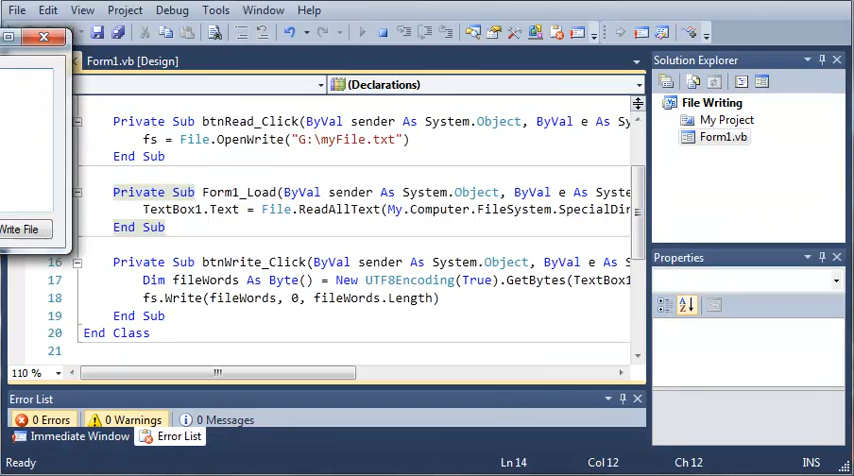 File Edit View Project Debug Tools Window Help
Form1.vb [Design]
(Declarations)
Private Sub btnRead_Click(ByVal sender As System.Object, ByVal e As Sy
fs = File.OpenWrite("G:\myFile.txt")
End Sub
Private Sub Form1_Load(ByVal sender As System.Object, ByVal e As Syste
TextBox1.Text = File.ReadAllText(My.Computer.FileSystem.SpecialDir
End Sub
16 Private Sub btnWrite_Click(ByVal sender As System.Object, ByVal e As S
17 Dim fileWords As Byte() = New UTF8Encoding(True).GetBytes(TextBox1
18 fs.Write(fileWords, 0, fileWords.Length)
19 End Sub
20 End Class
21
110 %
Write File
Solution Explorer
File Writing
My Project
Form1.vb
Properties
Error List
0 Errors 0 Warnings 0 Messages
Immediate Window Error List
Ready Ln 14 Col 12 Ch 12 INS